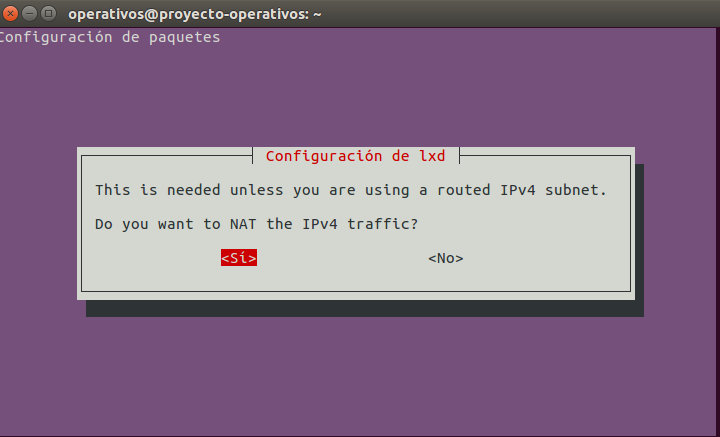 operativos@proyecto-operativos: ~
Configuración de paquetes
Configuración de lxd
This is needed unless you are using a routed IPv4 subnet.
Do you want to NAT the IPv4 traffic?
<Sí> <No>